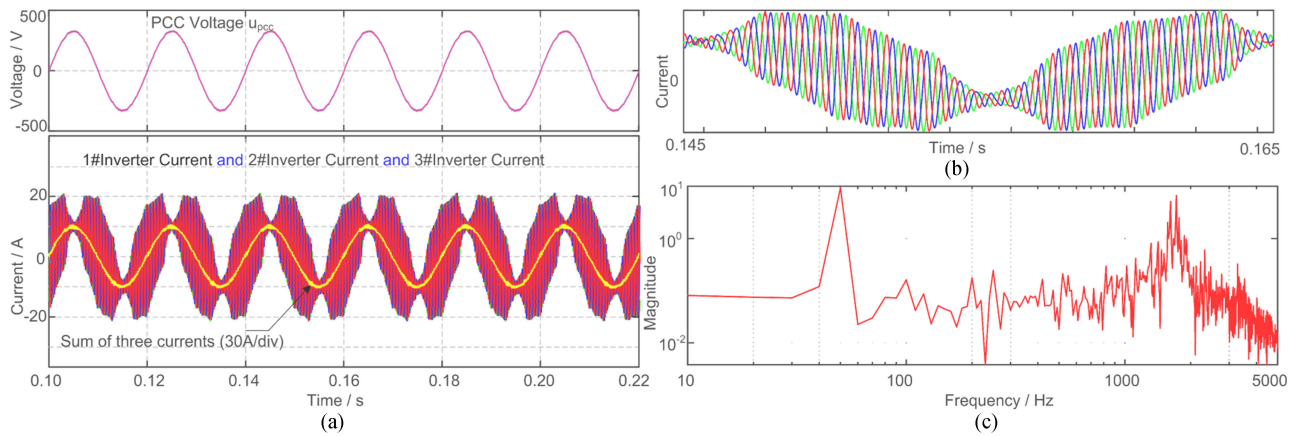 500
0
-500
Voltage / V
PCC Voltage u_pcc
1#Inverter Current and 2#Inverter Current and 3#Inverter Current
20
0
-20
Current / A
Sum of three currents (30A/div)
0.10 0.12 0.14 0.16 0.18 0.20 0.22
Time / s
(a)
Current
0
0.145 Time / s 0.165
(b)
10^1
10^0
10^-2
Magnitude
10 100 1000 5000
Frequency / Hz
(c)